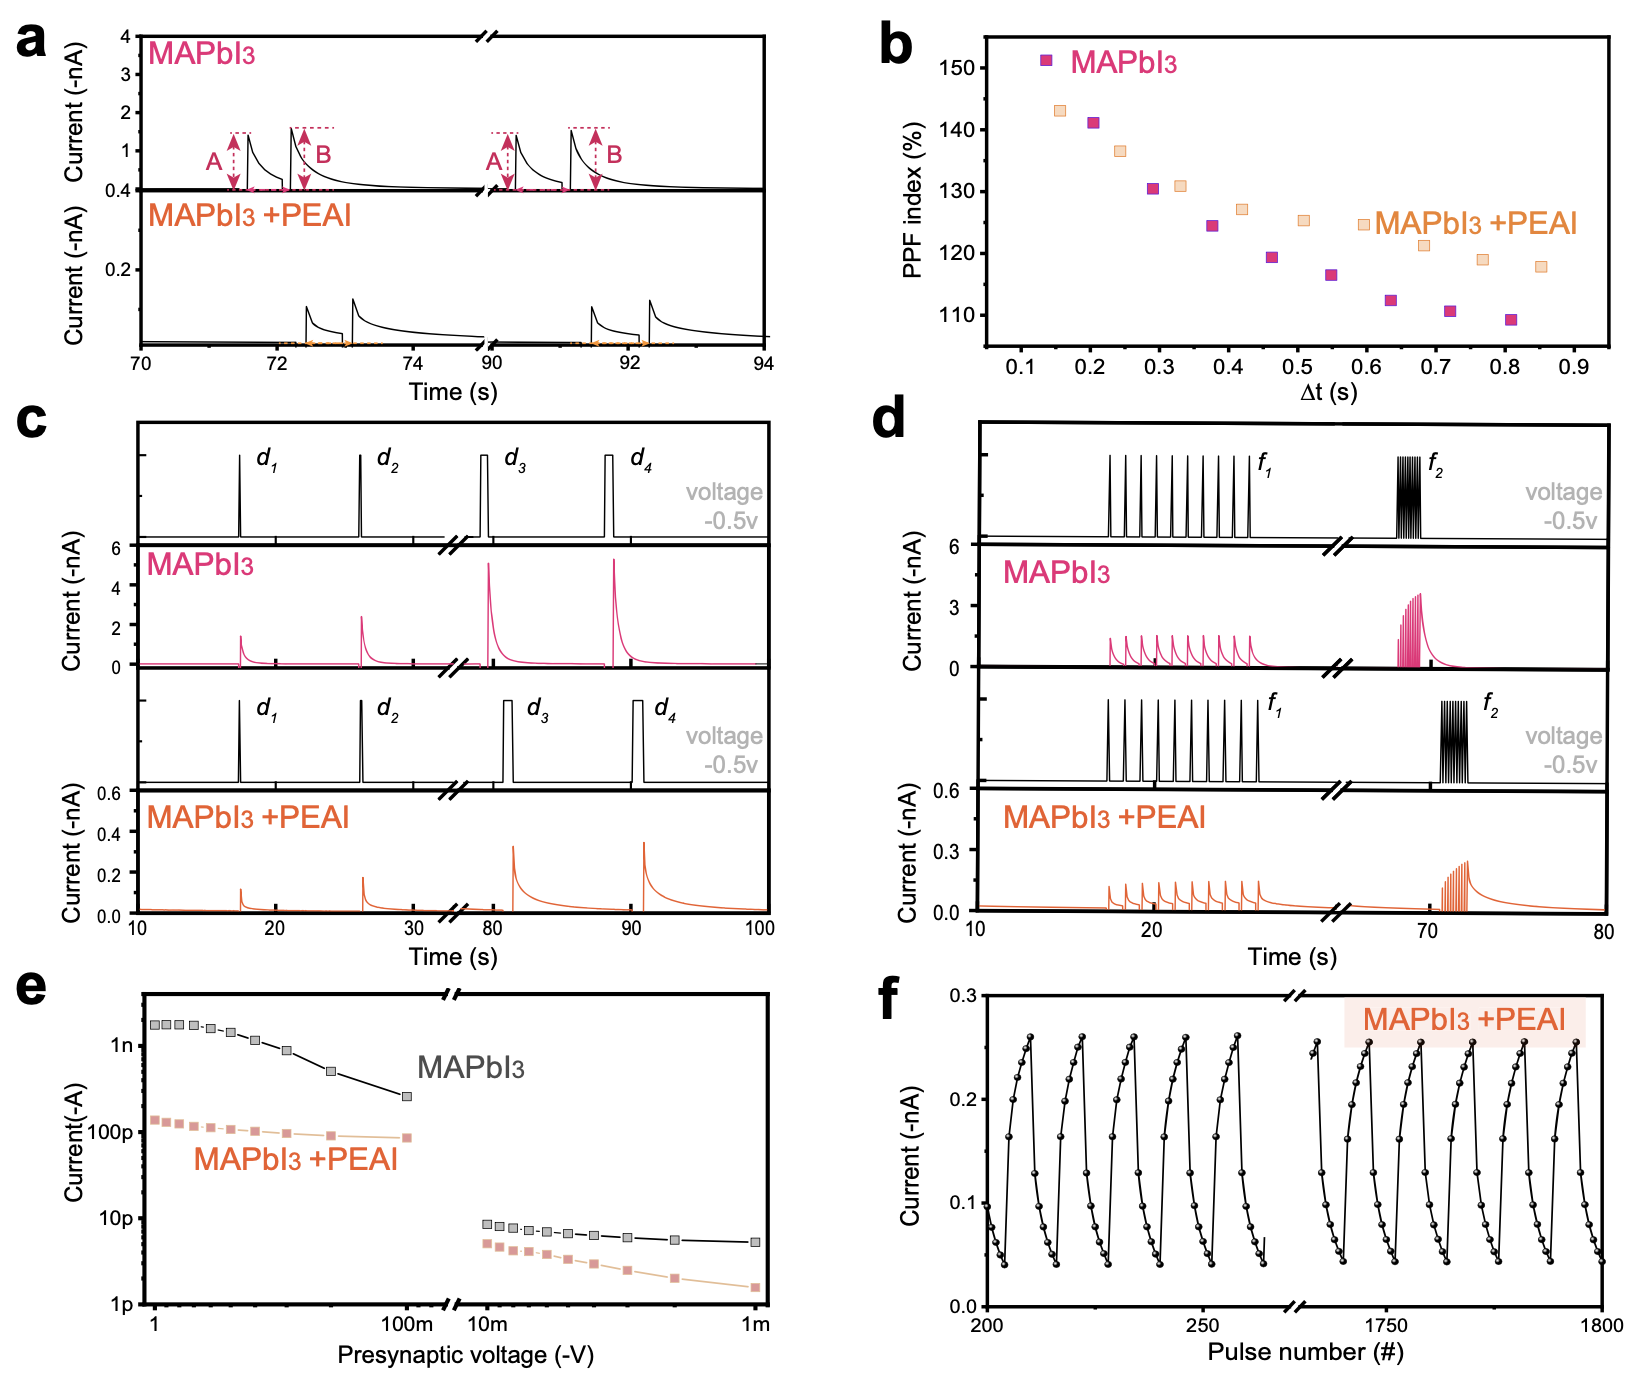 a
4
MAPbI3
3
2
1
0.4
A
B
A
B
Current (-nA)
MAPbI3 +PEAI
0.2
Current (-nA)
70
72
74
90
92
94
Time (s)
b
150
140
130
120
110
MAPbI3
MAPbI3 +PEAI
PPF index (%)
0.1
0.2
0.3
0.4
0.5
0.6
0.7
0.8
0.9
Δt (s)
c
d1
d2
d3
d4
voltage
-0.5v
6
4
2
0
MAPbI3
Current (-nA)
d1
d2
d3
d4
voltage
-0.5v
0.6
0.4
0.2
0.0
MAPbI3 +PEAI
Current (-nA)
10
20
30
80
90
100
Time (s)
d
f1
f2
voltage
-0.5v
6
3
0
MAPbI3
Current (-nA)
f1
f2
voltage
-0.5v
0.6
0.3
0.0
MAPbI3 +PEAI
Current (-nA)
10
20
70
80
Time (s)
e
1n
100p
10p
1p
MAPbI3
MAPbI3 +PEAI
Current(-A)
1
100m
10m
1m
Presynaptic voltage (-V)
f
0.3
0.2
0.1
0.0
MAPbI3 +PEAI
Current (-nA)
200
250
1750
1800
Pulse number (#)